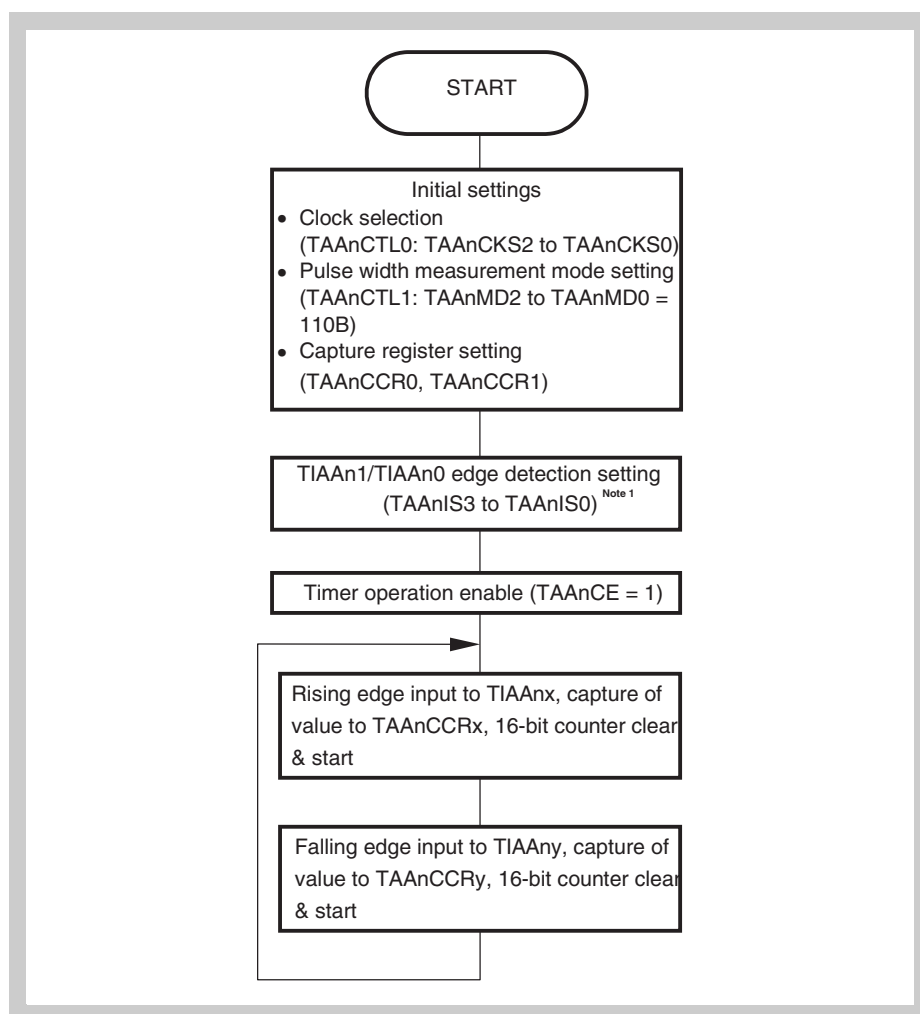 START
Initial settings
• Clock selection
(TAAnCTL0: TAAnCKS2 to TAAnCKS0)
• Pulse width measurement mode setting
(TAAnCTL1: TAAnMD2 to TAAnMD0 =
110B)
• Capture register setting
(TAAnCCR0, TAAnCCR1)
TIAAn1/TIAAn0 edge detection setting
(TAAnIS3 to TAAnIS0) Note 1
Timer operation enable (TAAnCE = 1)
Rising edge input to TIAAnx, capture of
value to TAAnCCRx, 16-bit counter clear
& start
Falling edge input to TIAAny, capture of
value to TAAnCCRy, 16-bit counter clear
& start